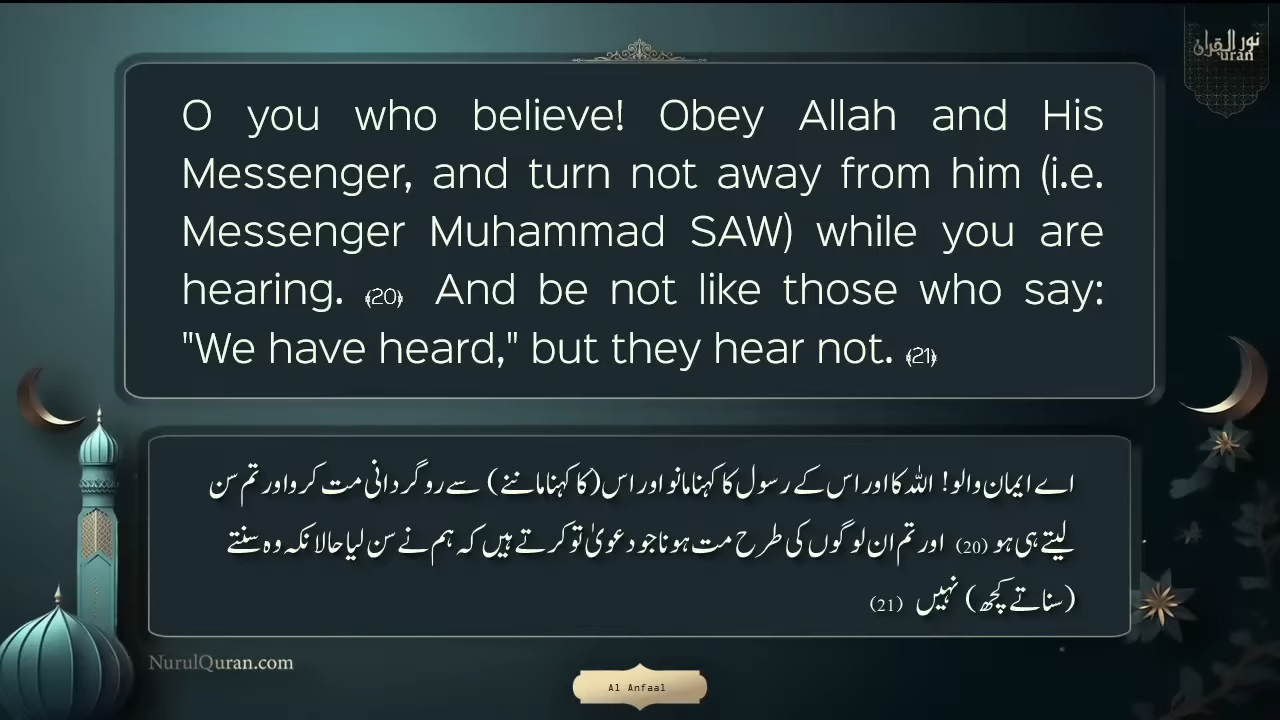 نور القرآن
uran
O you who believe! Obey Allah and His
Messenger, and turn not away from him (i.e.
Messenger Muhammad SAW) while you are
hearing. ﴾20﴿ And be not like those who say:
"We have heard," but they hear not. ﴾21﴿
اے ایمان والو! اللہ کا اور اس کے رسول کا کہنا مانو اور اس(کا کہنا ماننے) سے روگردانی مت کرو اور تم سن
لیتے ہی ہو (20) اور تم ان لوگوں کی طرح مت ہونا جو دعویٰ تو کرتے ہیں کہ ہم نے سن لیا حالانکہ وہ سنتے
(سناتے کچھ) نہیں (21)
NurulQuran.com
Al Anfaal